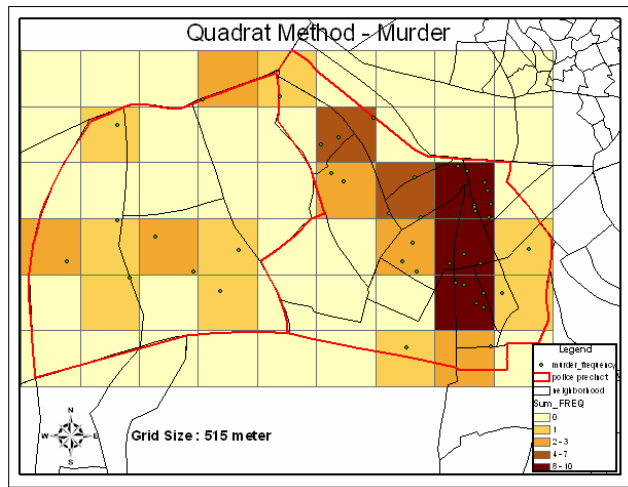 Quadrat Method - Murder
Legend
murder_frequency
police precinct
neighborhood
Sum_FREQ
0
1
2 - 3
4 - 7
8 - 10
N
W E
S
Grid Size : 515 meter